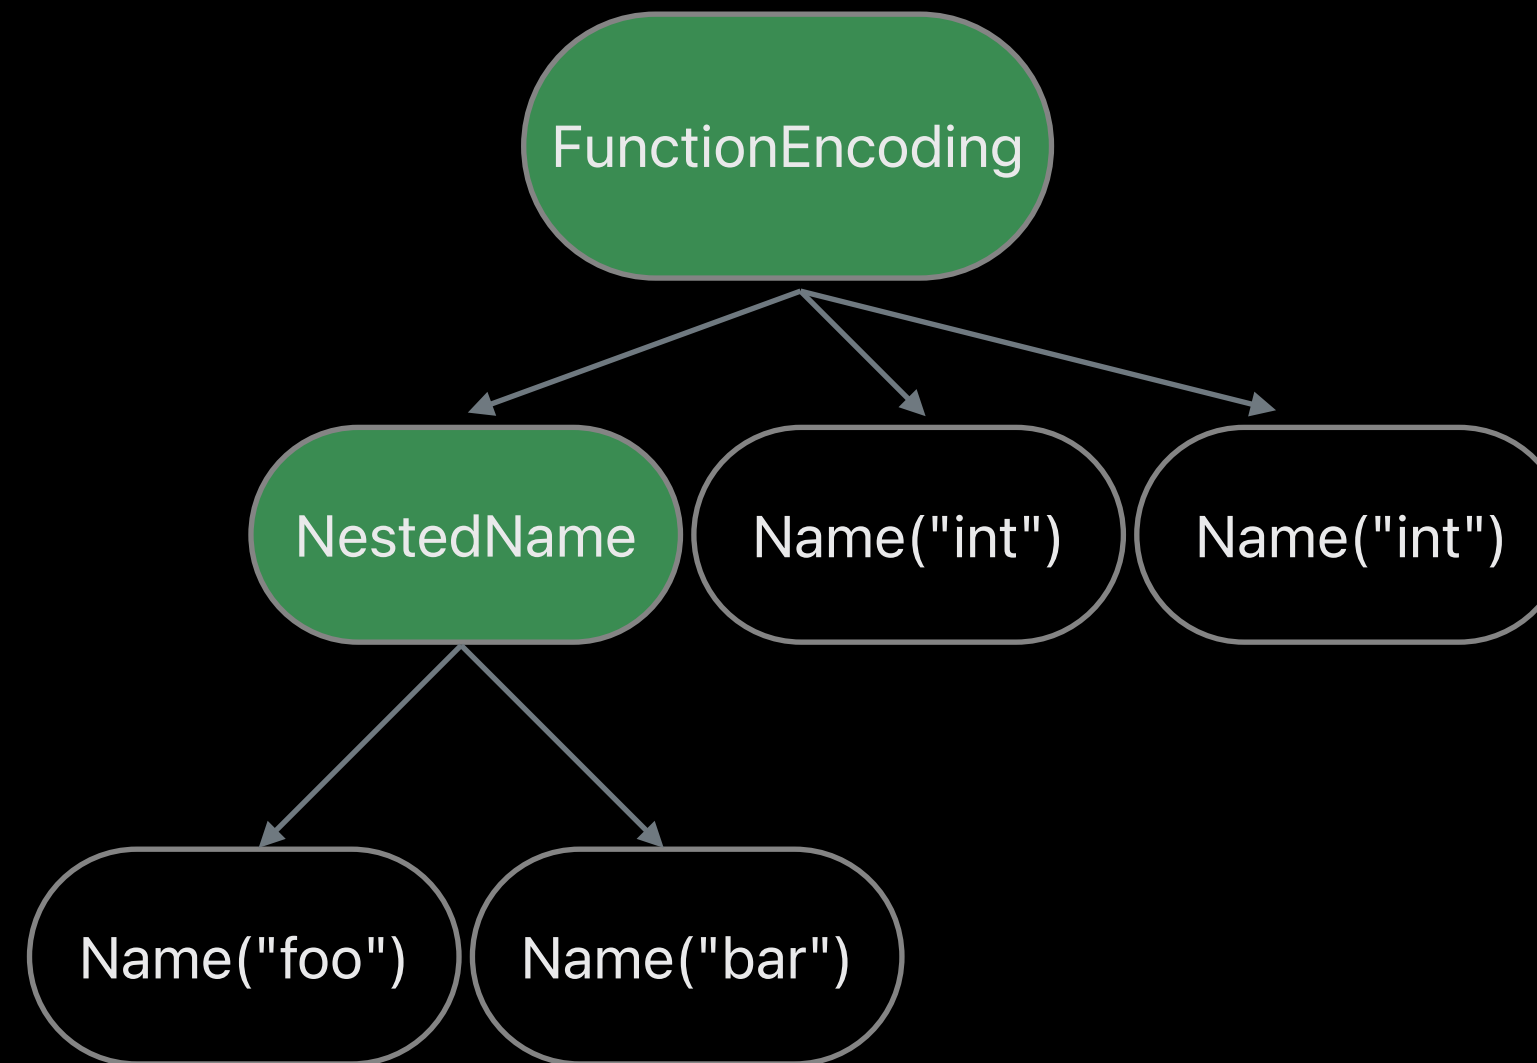 FunctionEncoding
NestedName
Name("int")
Name("int")
Name("foo")
Name("bar")